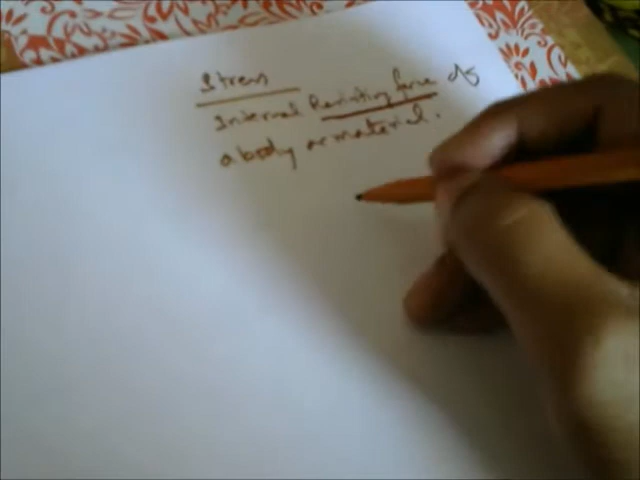 Stress
Internal Resisting force of
a body or material.